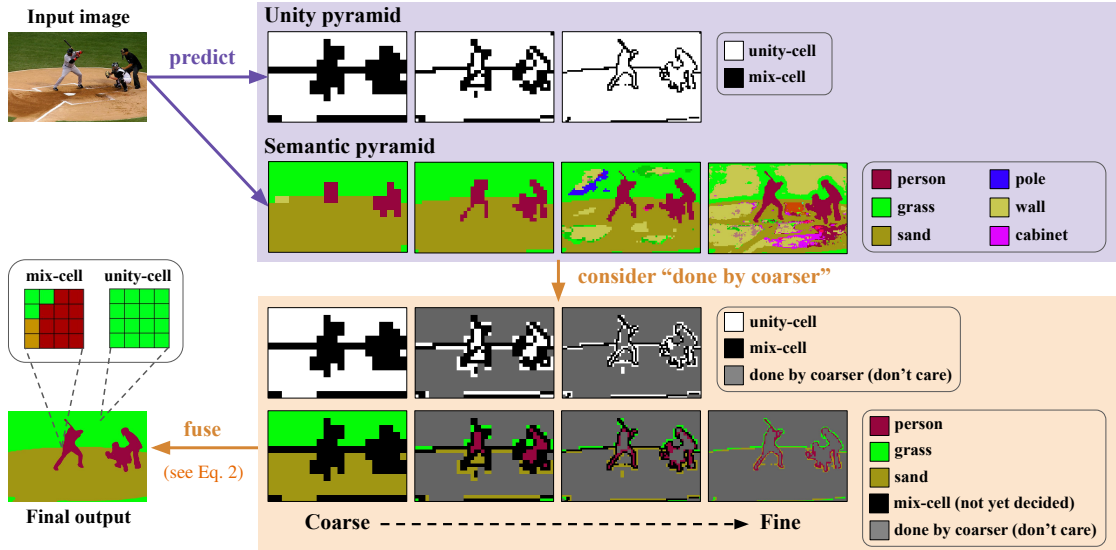 Input image
Unity pyramid
predict
unity-cell
mix-cell
Semantic pyramid
person
grass
sand
pole
wall
cabinet
consider “done by coarser”
mix-cell
unity-cell
unity-cell
mix-cell
done by coarser (don’t care)
fuse
(see Eq. 2)
person
grass
sand
mix-cell (not yet decided)
done by coarser (don’t care)
Final output
Coarse
Fine